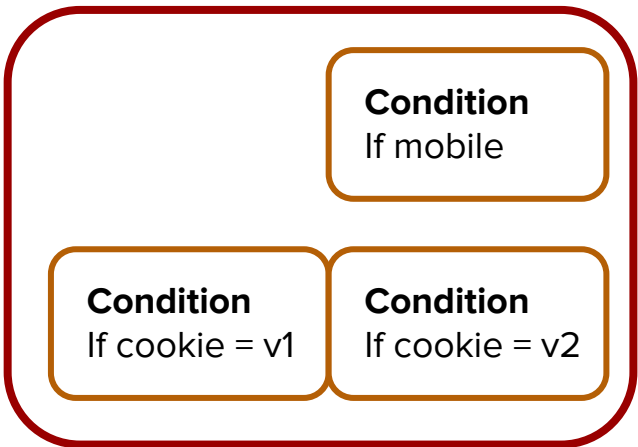 Condition
If mobile
Condition
If cookie = v1
Condition
If cookie = v2